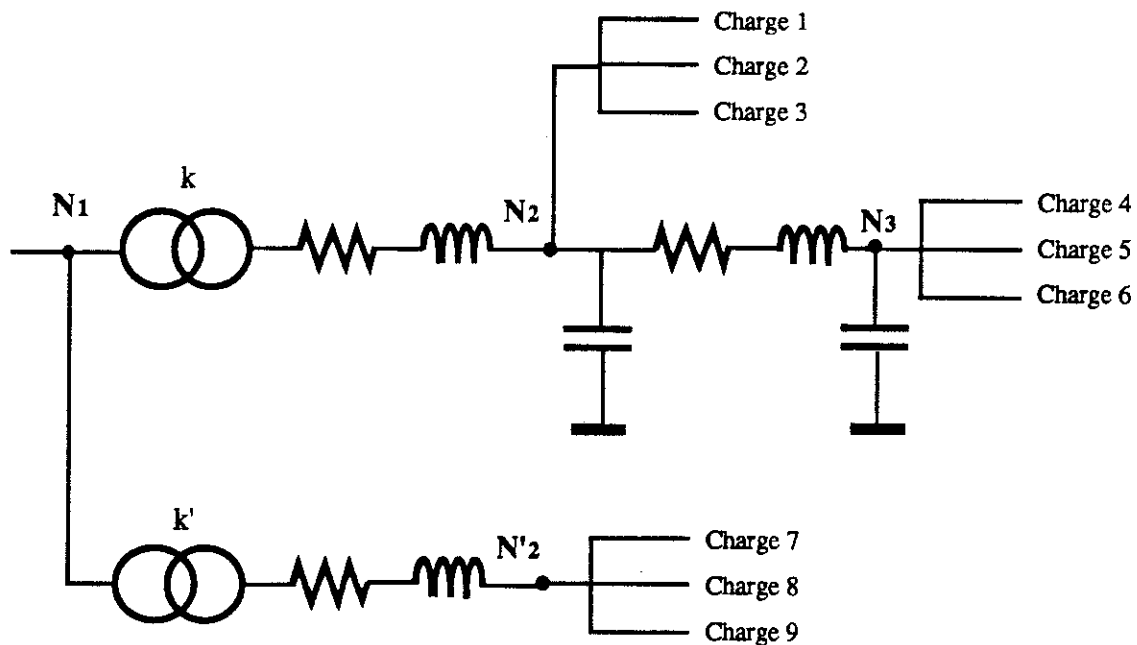 Charge 1
Charge 2
Charge 3
k
N1
N2
N3
Charge 4
Charge 5
Charge 6
k'
N'2
Charge 7
Charge 8
Charge 9